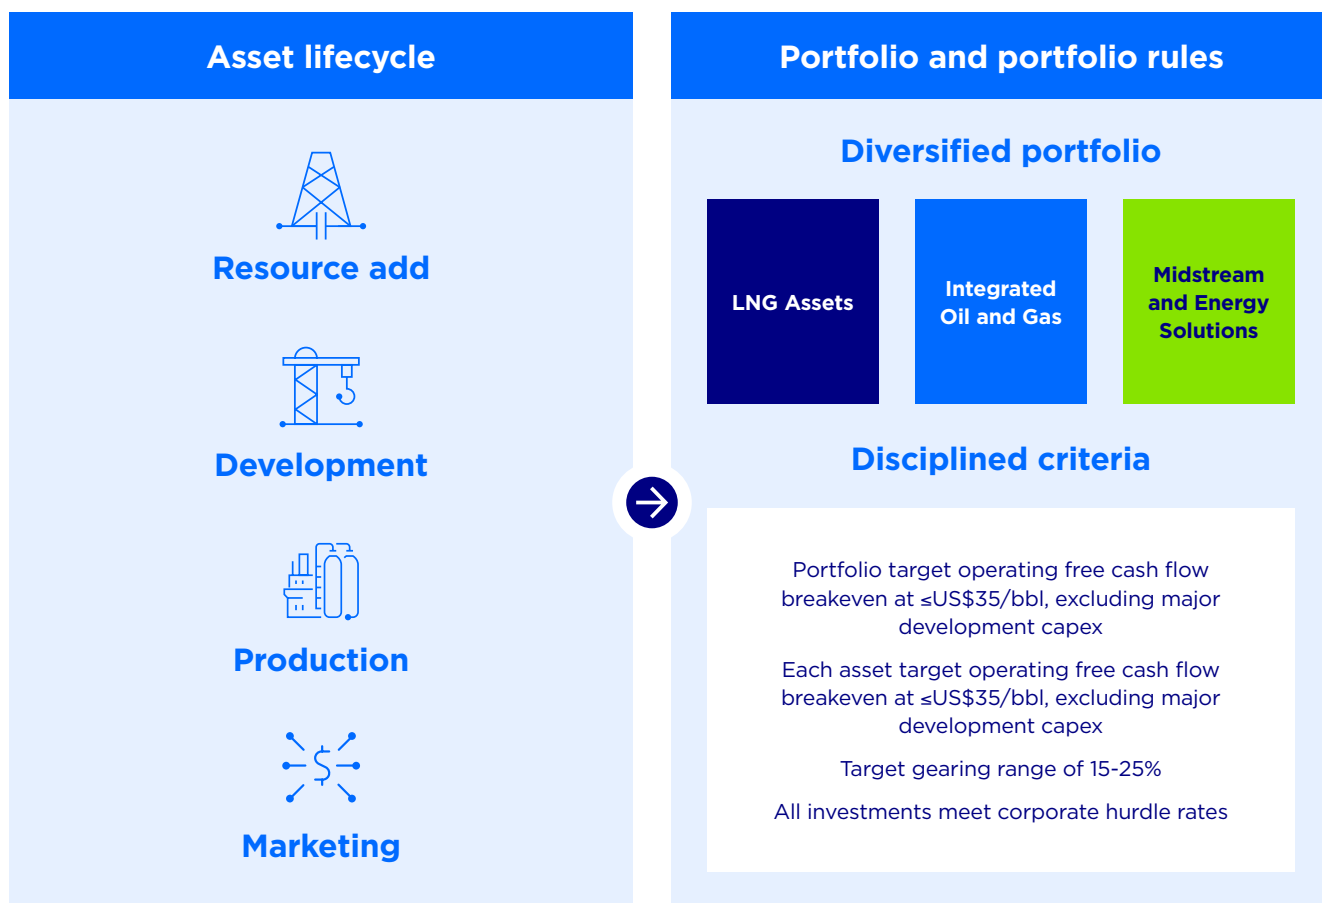 Asset lifecycle
Resource add
Development
Production
$
Marketing
Portfolio and portfolio rules
Diversified portfolio
LNG Assets
Integrated
Oil and Gas
Midstream
and Energy
Solutions
Disciplined criteria
Portfolio target operating free cash flow
breakeven at ≤US$35/bbl, excluding major
development capex
Each asset target operating free cash flow
breakeven at ≤US$35/bbl, excluding major
development capex
Target gearing range of 15-25%
All investments meet corporate hurdle rates